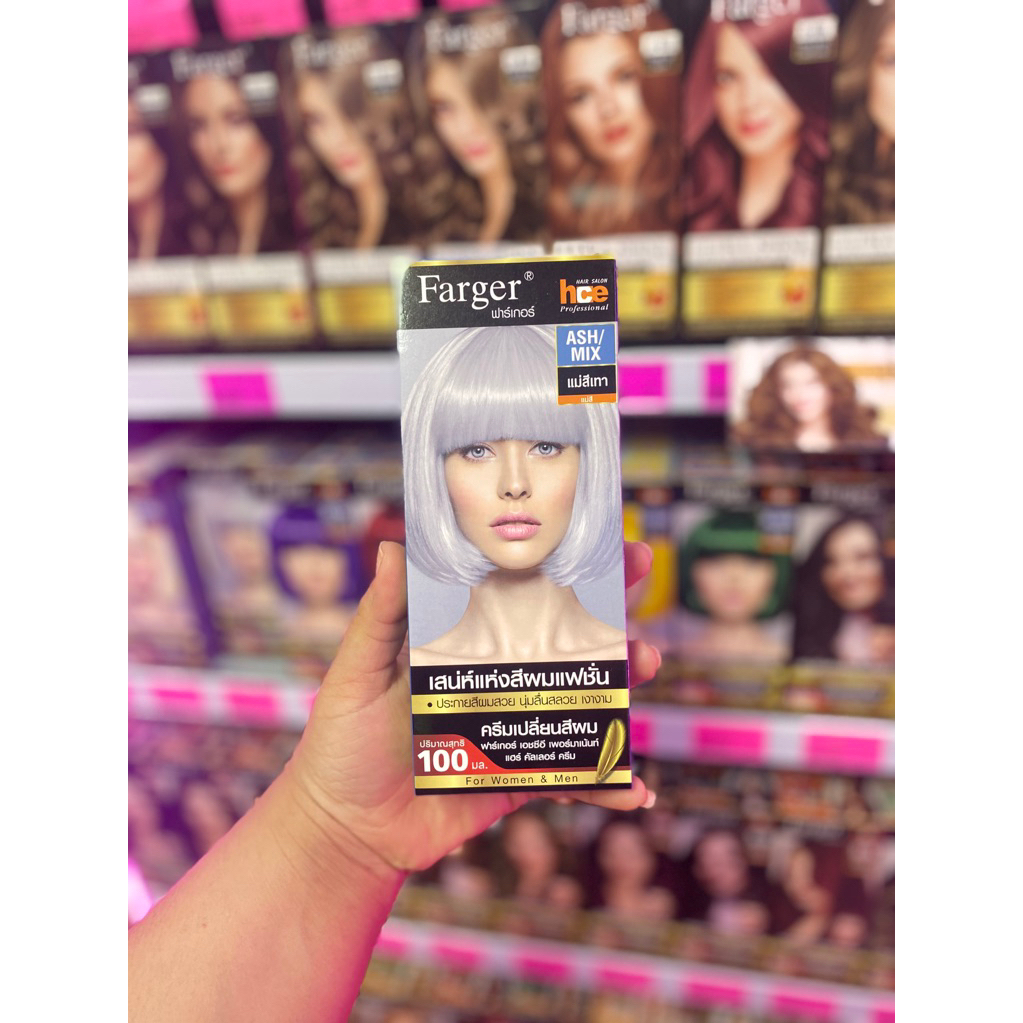 Farger
Farger
Farger
Farger
Farger
Farger®
ฟาร์เกอร์
HAIR SALON
hce
Professional
ASH/
MIX
แม่สีเทา
แม่สี
เสน่ห์แห่งสีผมแฟชั่น
• ประกายสีผมสวย นุ่มลื่นสลวย เงางาม
ครีมเปลี่ยนสีผม
ฟาร์เกอร์ เอชซีอี เพอร์มาเน้นท์
แฮร์ คัลเลอร์ ครีม
ปริมาณสุทธิ
100 มล.
For Women & Men
Farger